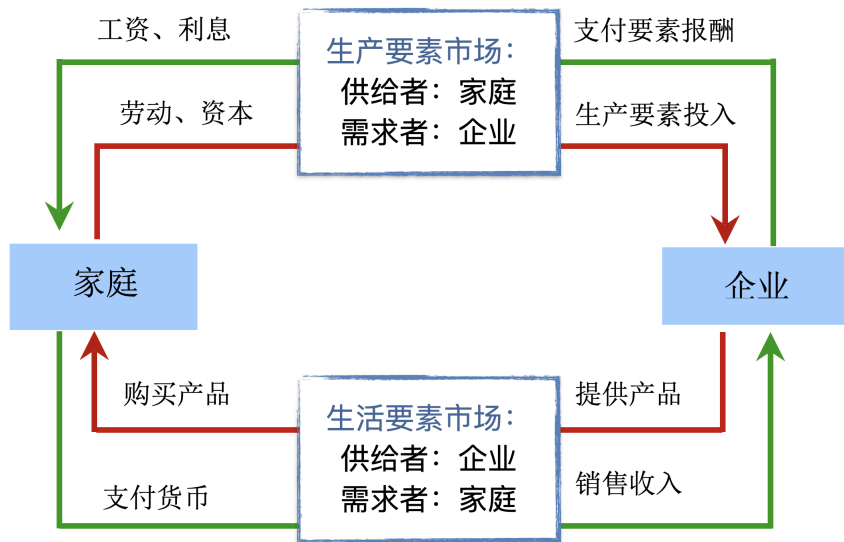 工资、利息
生产要素市场：
支付要素报酬
供给者：家庭
劳动、资本
生产要素投入
需求者：企业
家庭
企业
购买产品
提供产品
生活要素市场：
供给者：企业
支付货币
销售收入
需求者：家庭